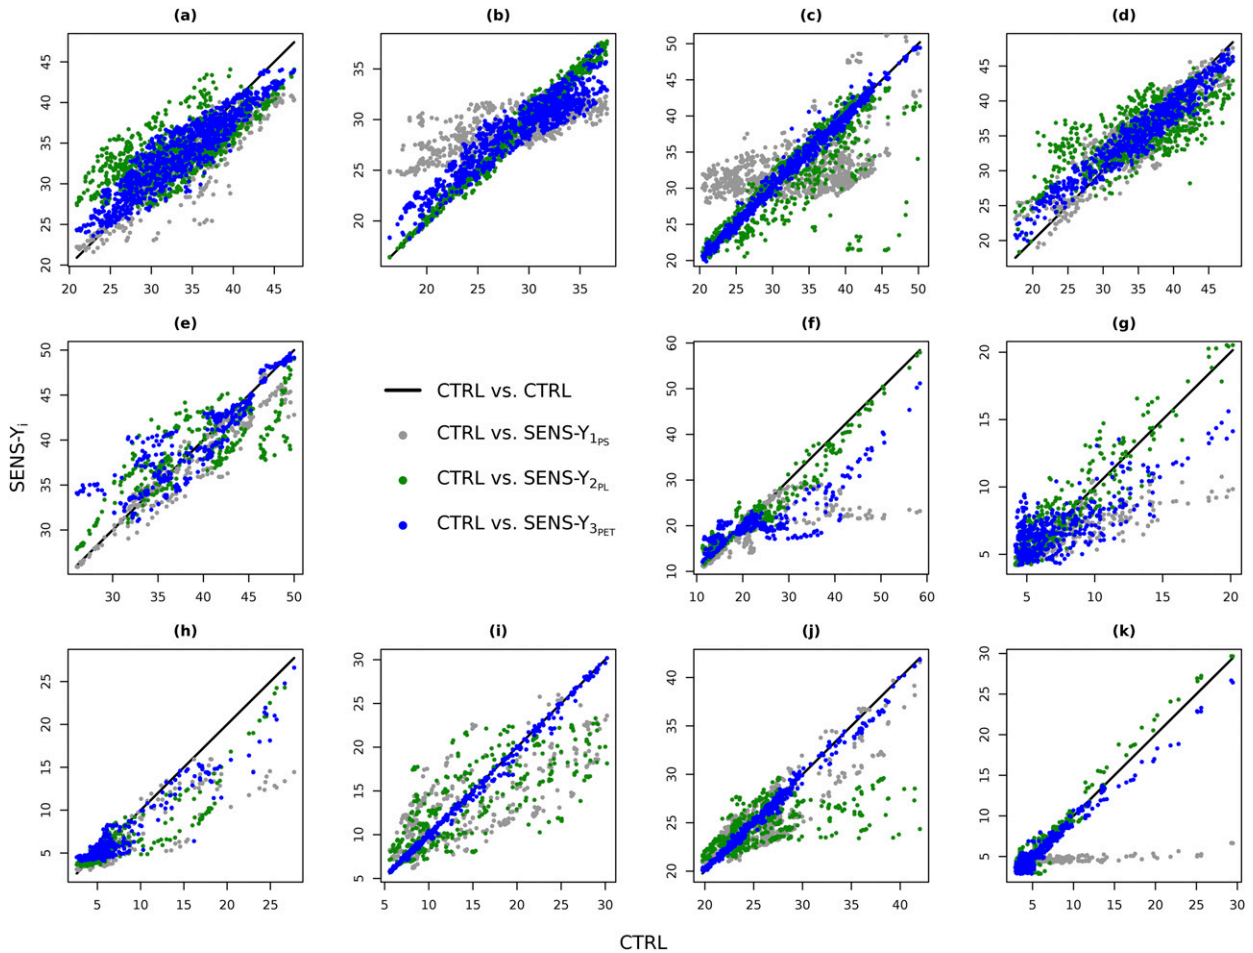 (a) (b) (c) (d)
45 40 35 30 25 20
20 25 30 35 40 45
35 30 25 20
20 25 30 35
50 45 40 35 30 25 20
20 25 30 35 40 45 50
45 40 35 30 25 20
20 25 30 35 40 45
(e) (f) (g)
50 45 40 35 30
30 35 40 45 50
CTRL vs. CTRL
CTRL vs. SENS-Y1PS
CTRL vs. SENS-Y2PL
CTRL vs. SENS-Y3PET
60 50 40 30 20 10
10 20 30 40 50 60
20 15 10 5
5 10 15 20
SENS-Yi
(h) (i) (j) (k)
25 20 15 10 5
5 10 15 20 25
30 25 20 15 10 5
5 10 15 20 25 30
40 35 30 25 20
20 25 30 35 40
30 25 20 15 10 5
5 10 15 20 25 30
CTRL